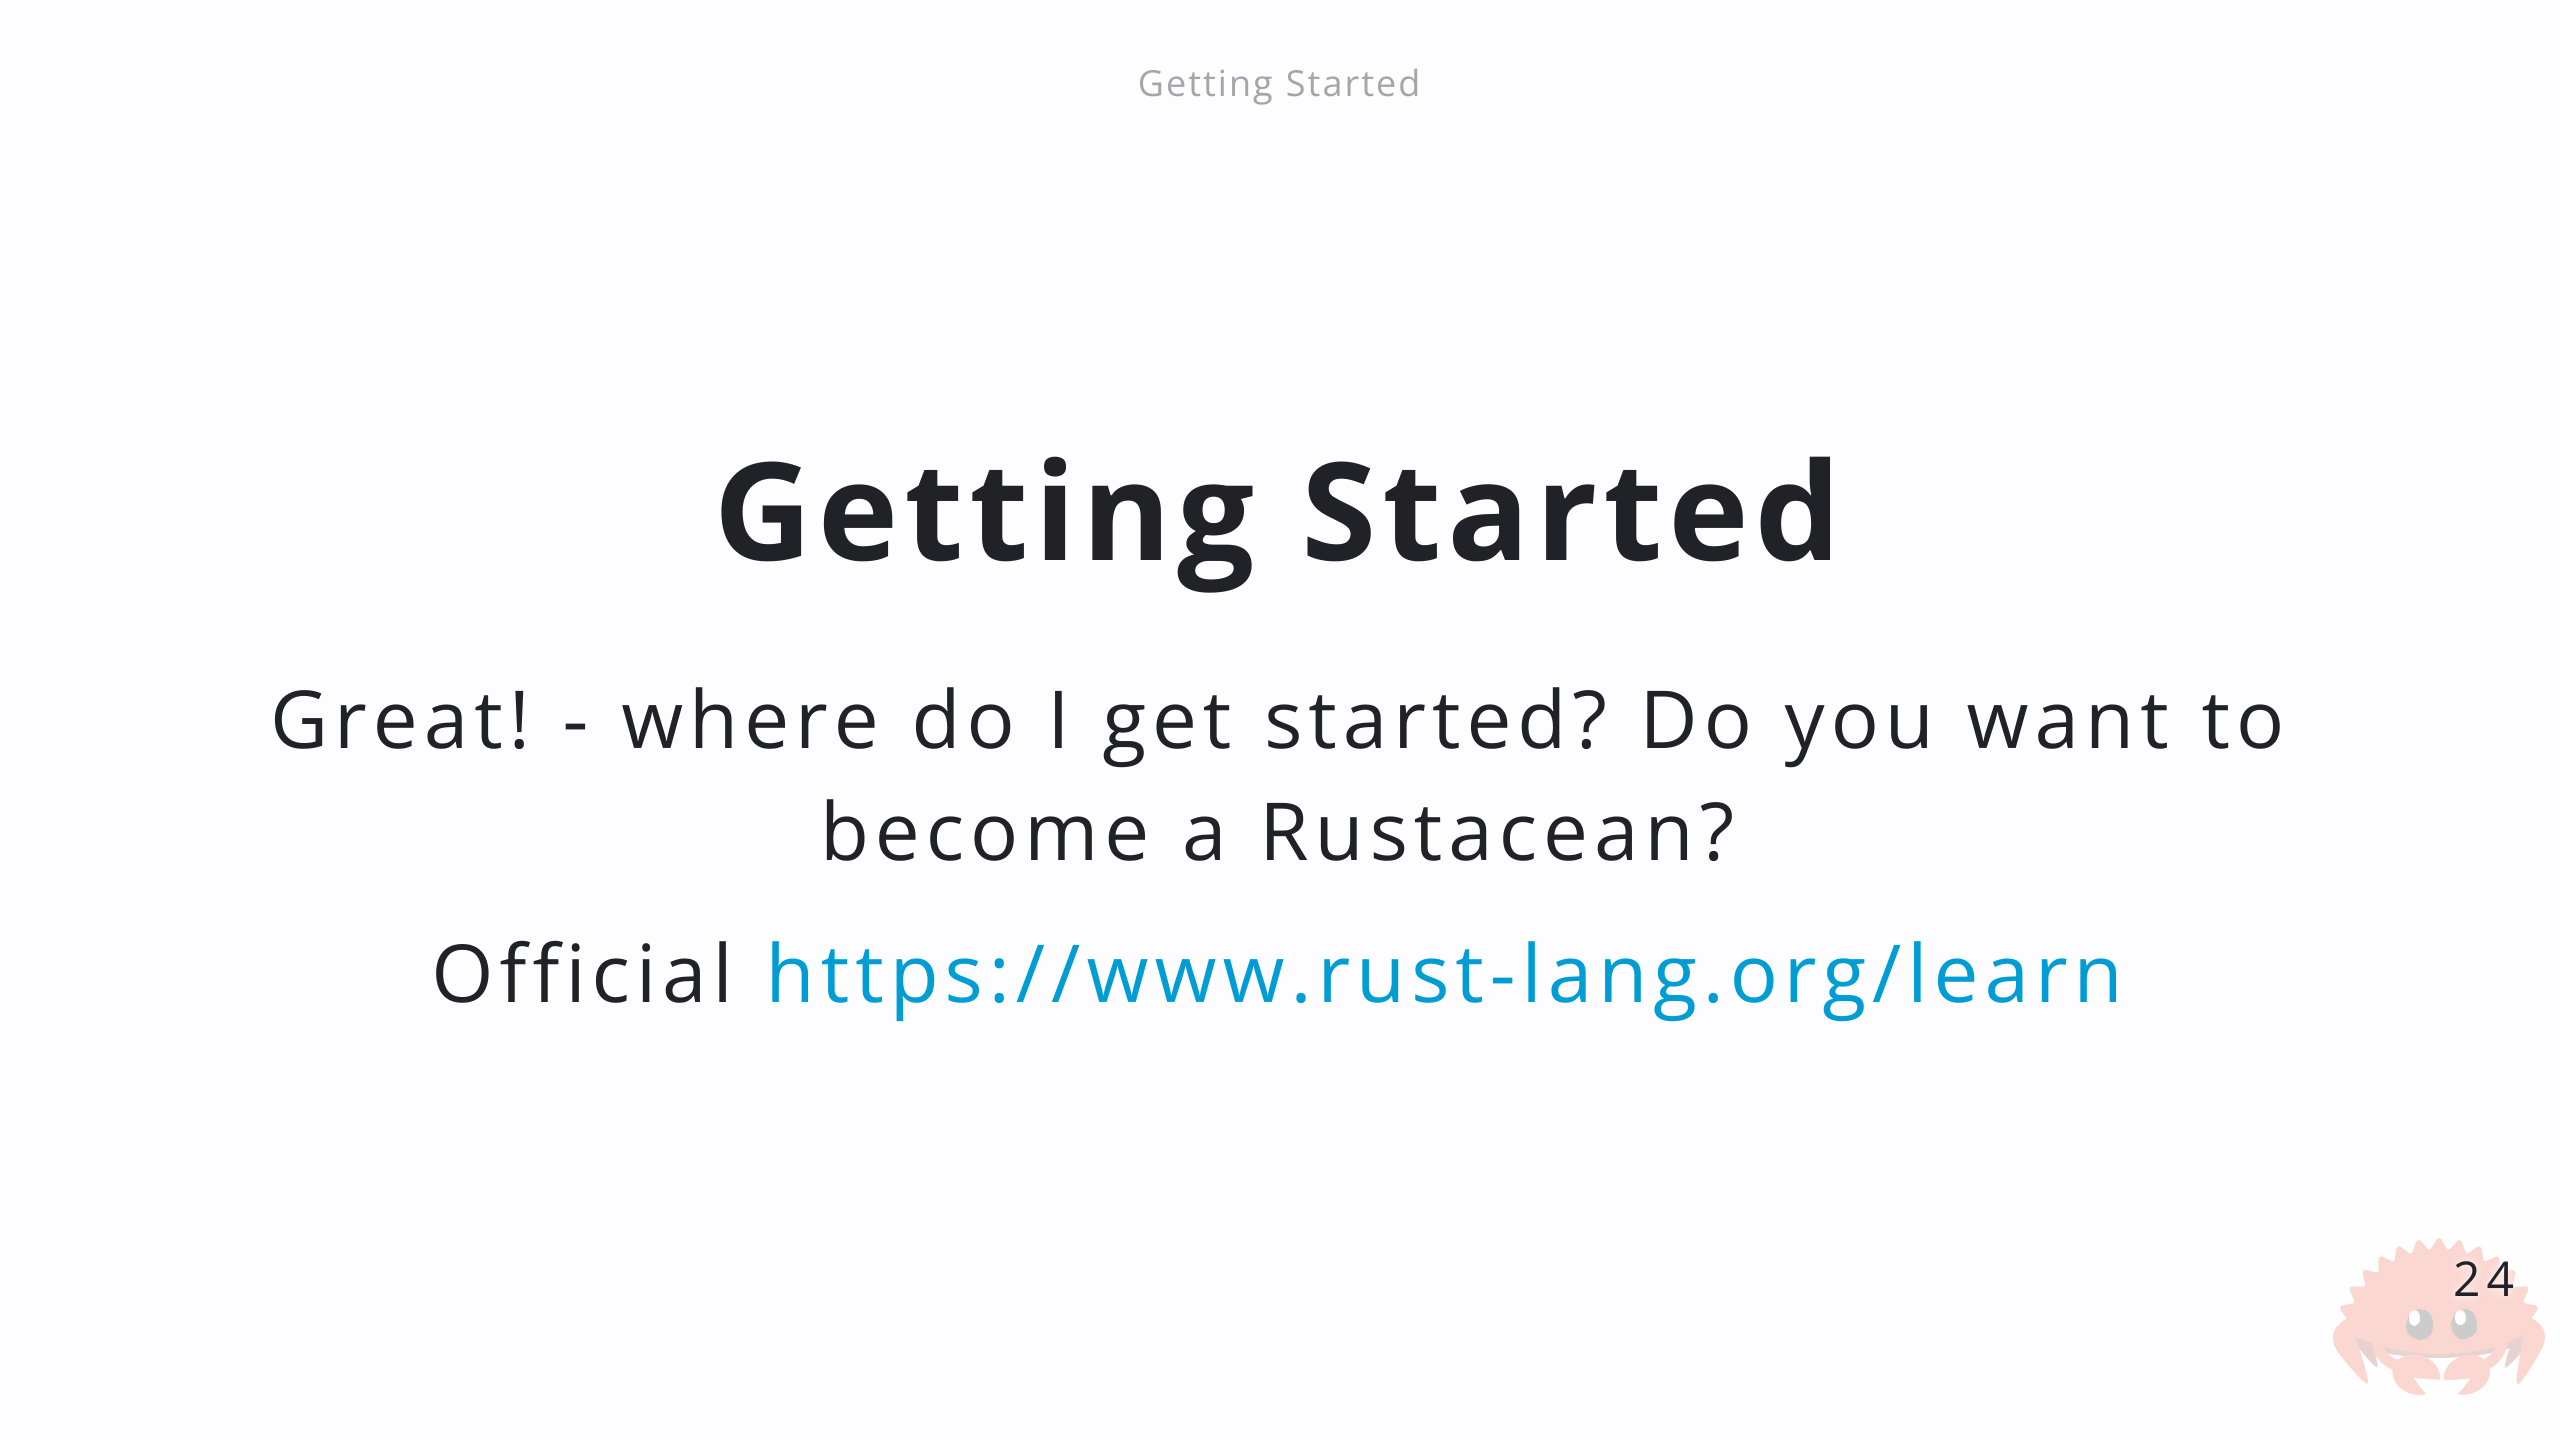 Getting Started
Getting Started
Great! - where do I get started? Do you want to
become a Rustacean?
Official https://www.rust-lang.org/learn
24